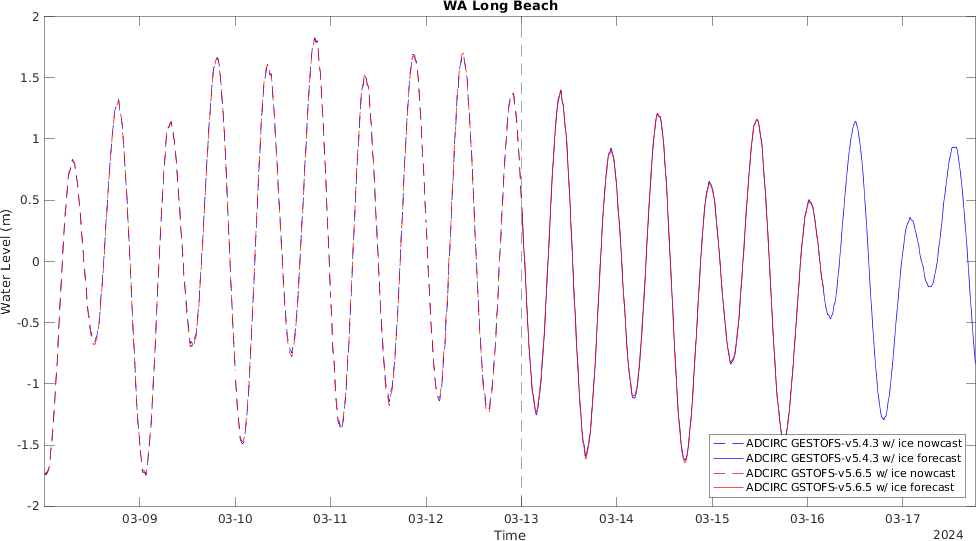 WA Long Beach
2
1.5
1
0.5
0
-0.5
-1
-1.5
-2
Water Level (m)
ADCIRC GESTOFS-v5.4.3 w/ ice nowcast
ADCIRC GSTOFS-v5.4.3 w/ ice forecast
ADCIRC GSTOFS-v5.6.5 w/ ice nowcast
ADCIRC GSTOFS-v5.6.5 w/ ice forecast
03-09 03-10 03-11 03-12 03-13 03-14 03-15 03-16 03-17
Time
2024